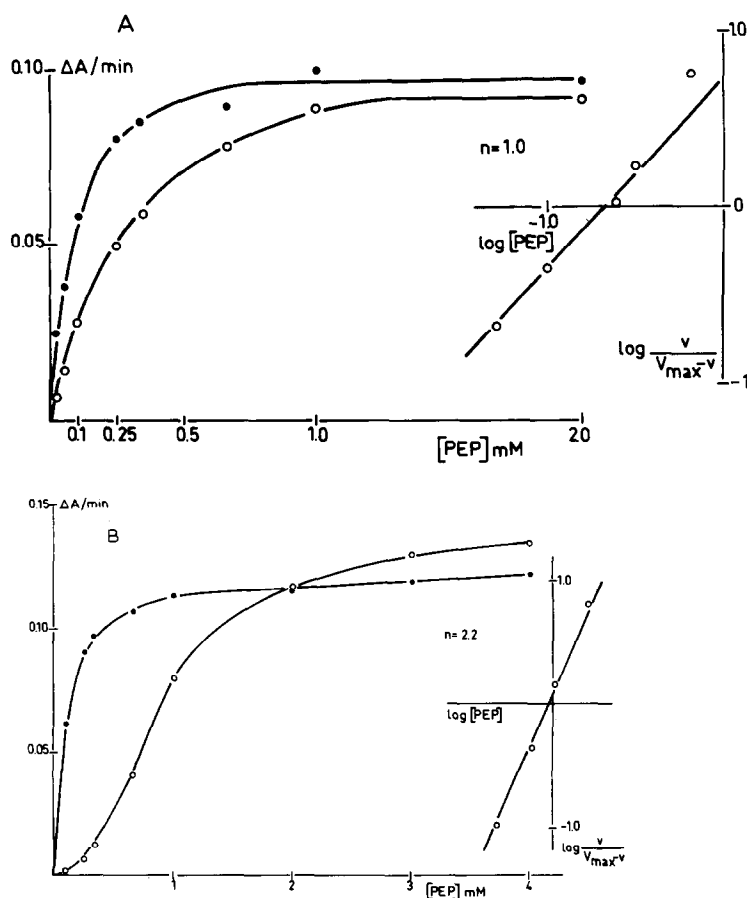 A
0.10
ΔA/min
0.05
0.1
0.25
0.5
1.0
20
[PEP]mM
n=1.0
1.0
-1.0
0
log[PEP]
log v/Vmax-v
-1
0.15
ΔA/min
B
0.10
0.05
1
2
3
4
[PEP] mM
n=2.2
1.0
log [PEP]
-1.0
log v/Vmax-v